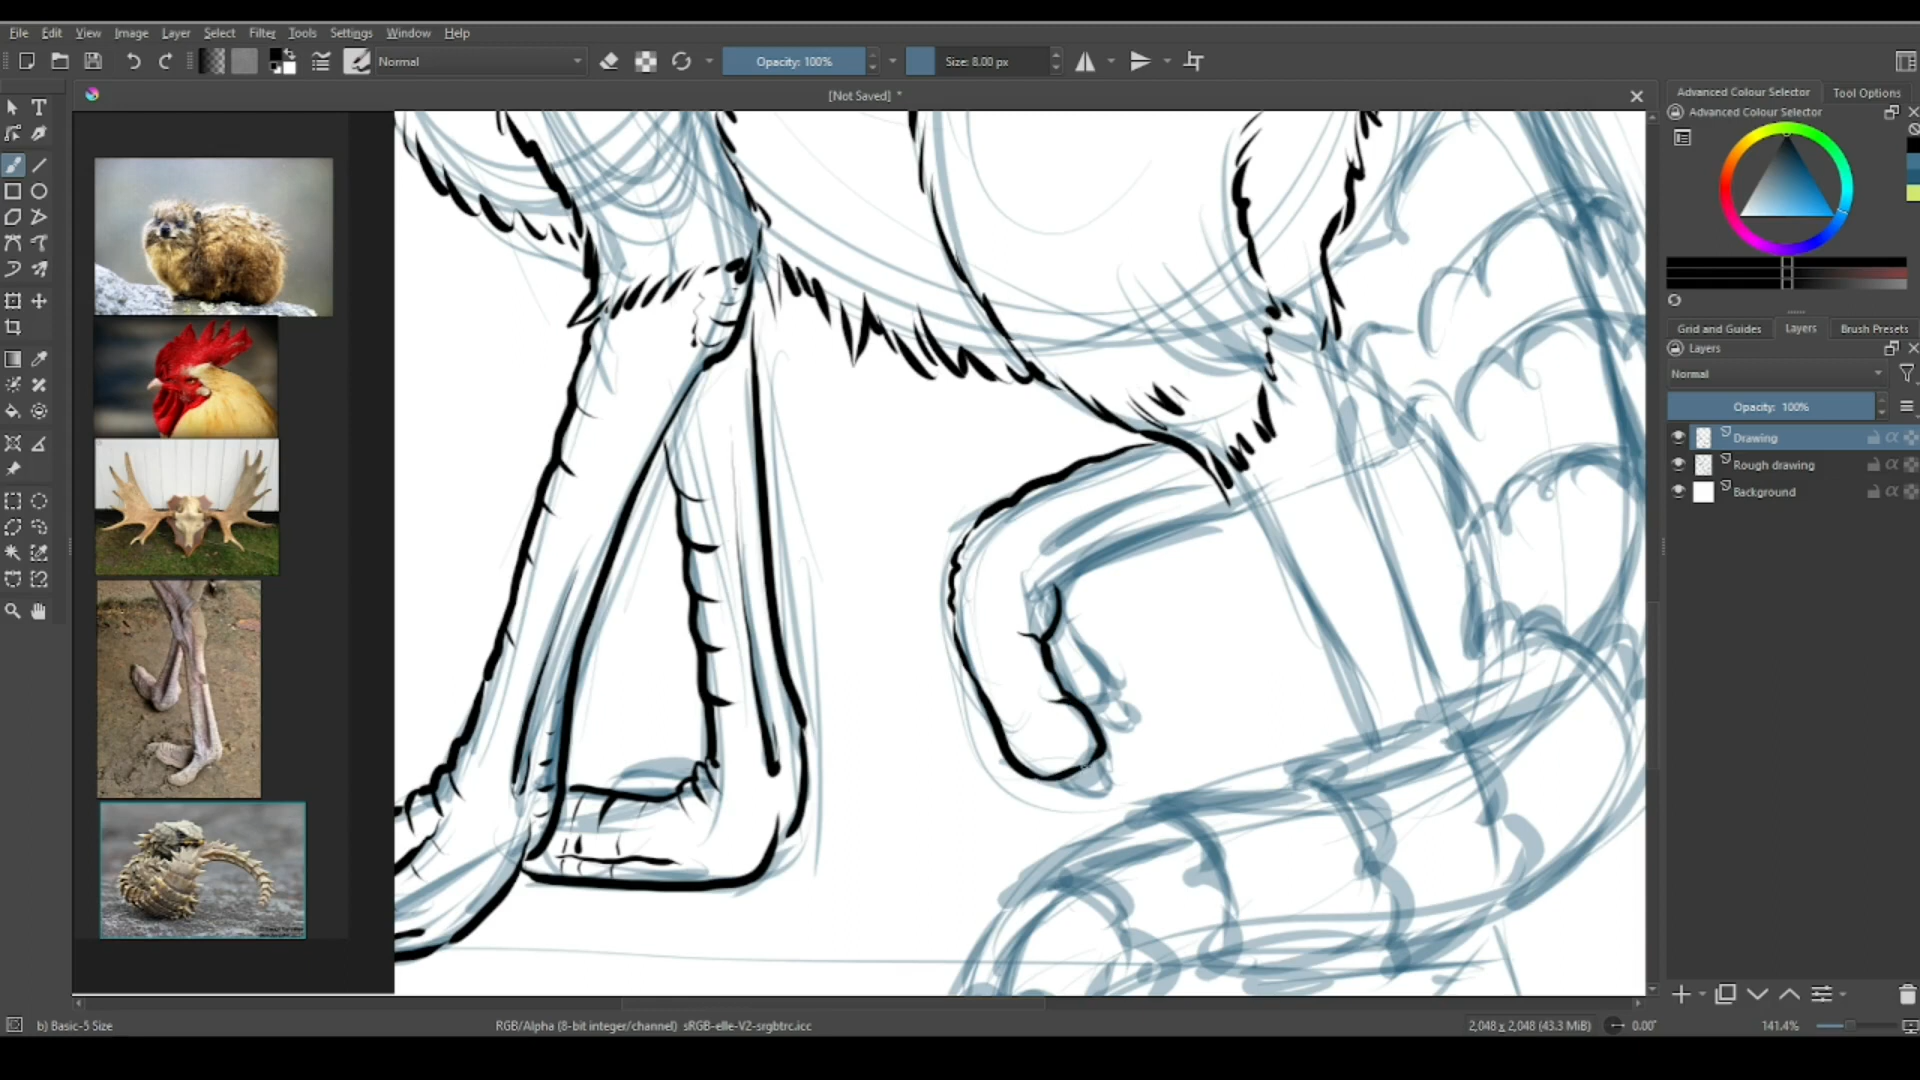 File Edit View Image Layer Select Filter Tools Settings Window Help
Normal
Opacity: 100%
Size: 8.00 px
[Not Saved] *
Advanced Colour Selector
Tool Options
Advanced Colour Selector
Grid and Guides
Layers
Brush Presets
Layers
Normal
Opacity: 100%
Drawing
Rough drawing
Background
b) Basic-5 Size
RGB/Alpha (8-bit integer/channel) sRGB-elle-V2-srgbtrc.icc
2,048 x 2,048 (43.3 MiB)
0.00°
141.4%